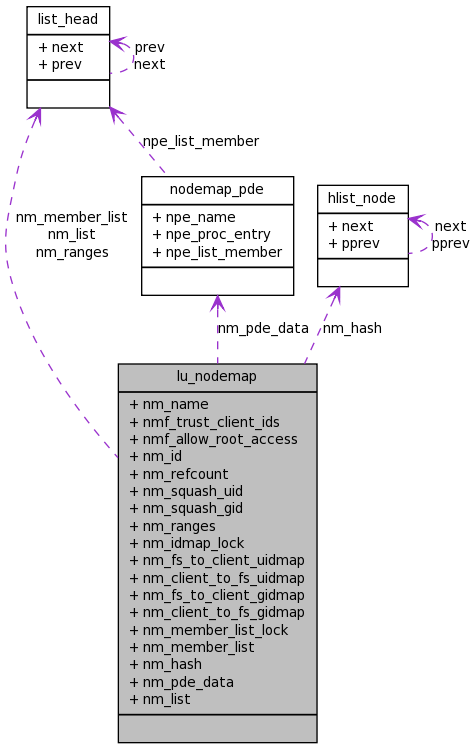 list_head
+ next
+ prev
prev
next
npe_list_member
nodemap_pde
+ npe_name
+ npe_proc_entry
+ npe_list_member
hlist_node
+ next
+ pprev
next
pprev
nm_member_list
nm_list
nm_ranges
nm_pde_data
nm_hash
lu_nodemap
+ nm_name
+ nmf_trust_client_ids
+ nmf_allow_root_access
+ nm_id
+ nm_refcount
+ nm_squash_uid
+ nm_squash_gid
+ nm_ranges
+ nm_idmap_lock
+ nm_fs_to_client_uidmap
+ nm_client_to_fs_uidmap
+ nm_fs_to_client_gidmap
+ nm_client_to_fs_gidmap
+ nm_member_list_lock
+ nm_member_list
+ nm_hash
+ nm_pde_data
+ nm_list